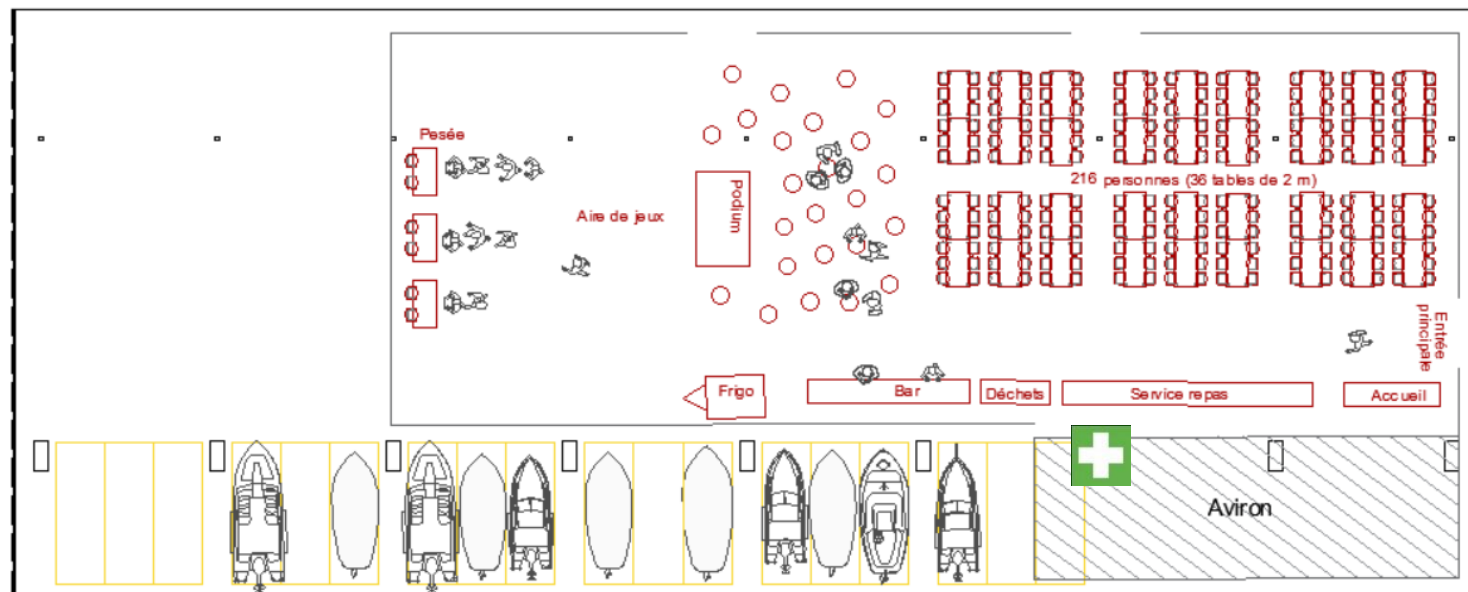 Pesée
216 personnes (36 tables de 2 m)
Aire de jeux
Podium
Entrée
principale
Frigo
Bar
Déchets
Service repas
Accueil
Aviron